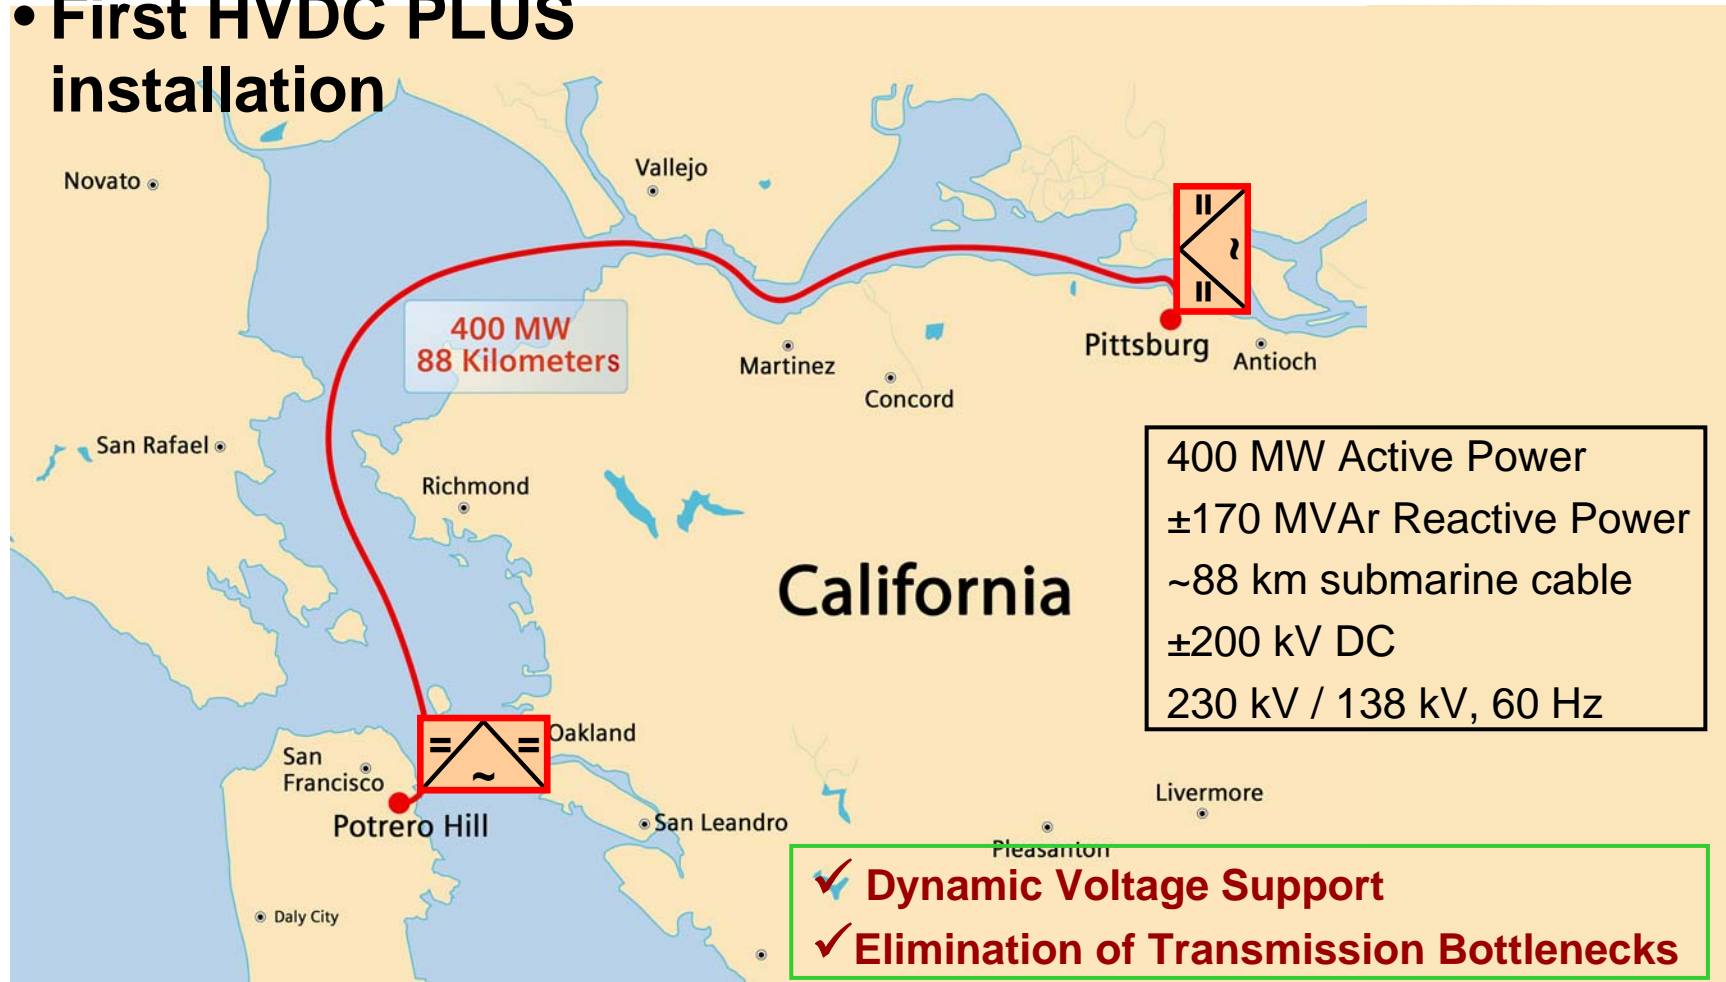 • First HVDC PLUS
installation
Novato
Vallejo
400 MW
88 Kilometers
Martinez
Concord
Pittsburg
Antioch
San Rafael
Richmond
California
400 MW Active Power
±170 MVAr Reactive Power
~88 km submarine cable
±200 kV DC
230 kV / 138 kV, 60 Hz
= =
~
= =
~
Oakland
San
Francisco
Potrero Hill
San Leandro
Livermore
Pleasanton
Daly City
✓ Dynamic Voltage Support
✓ Elimination of Transmission Bottlenecks